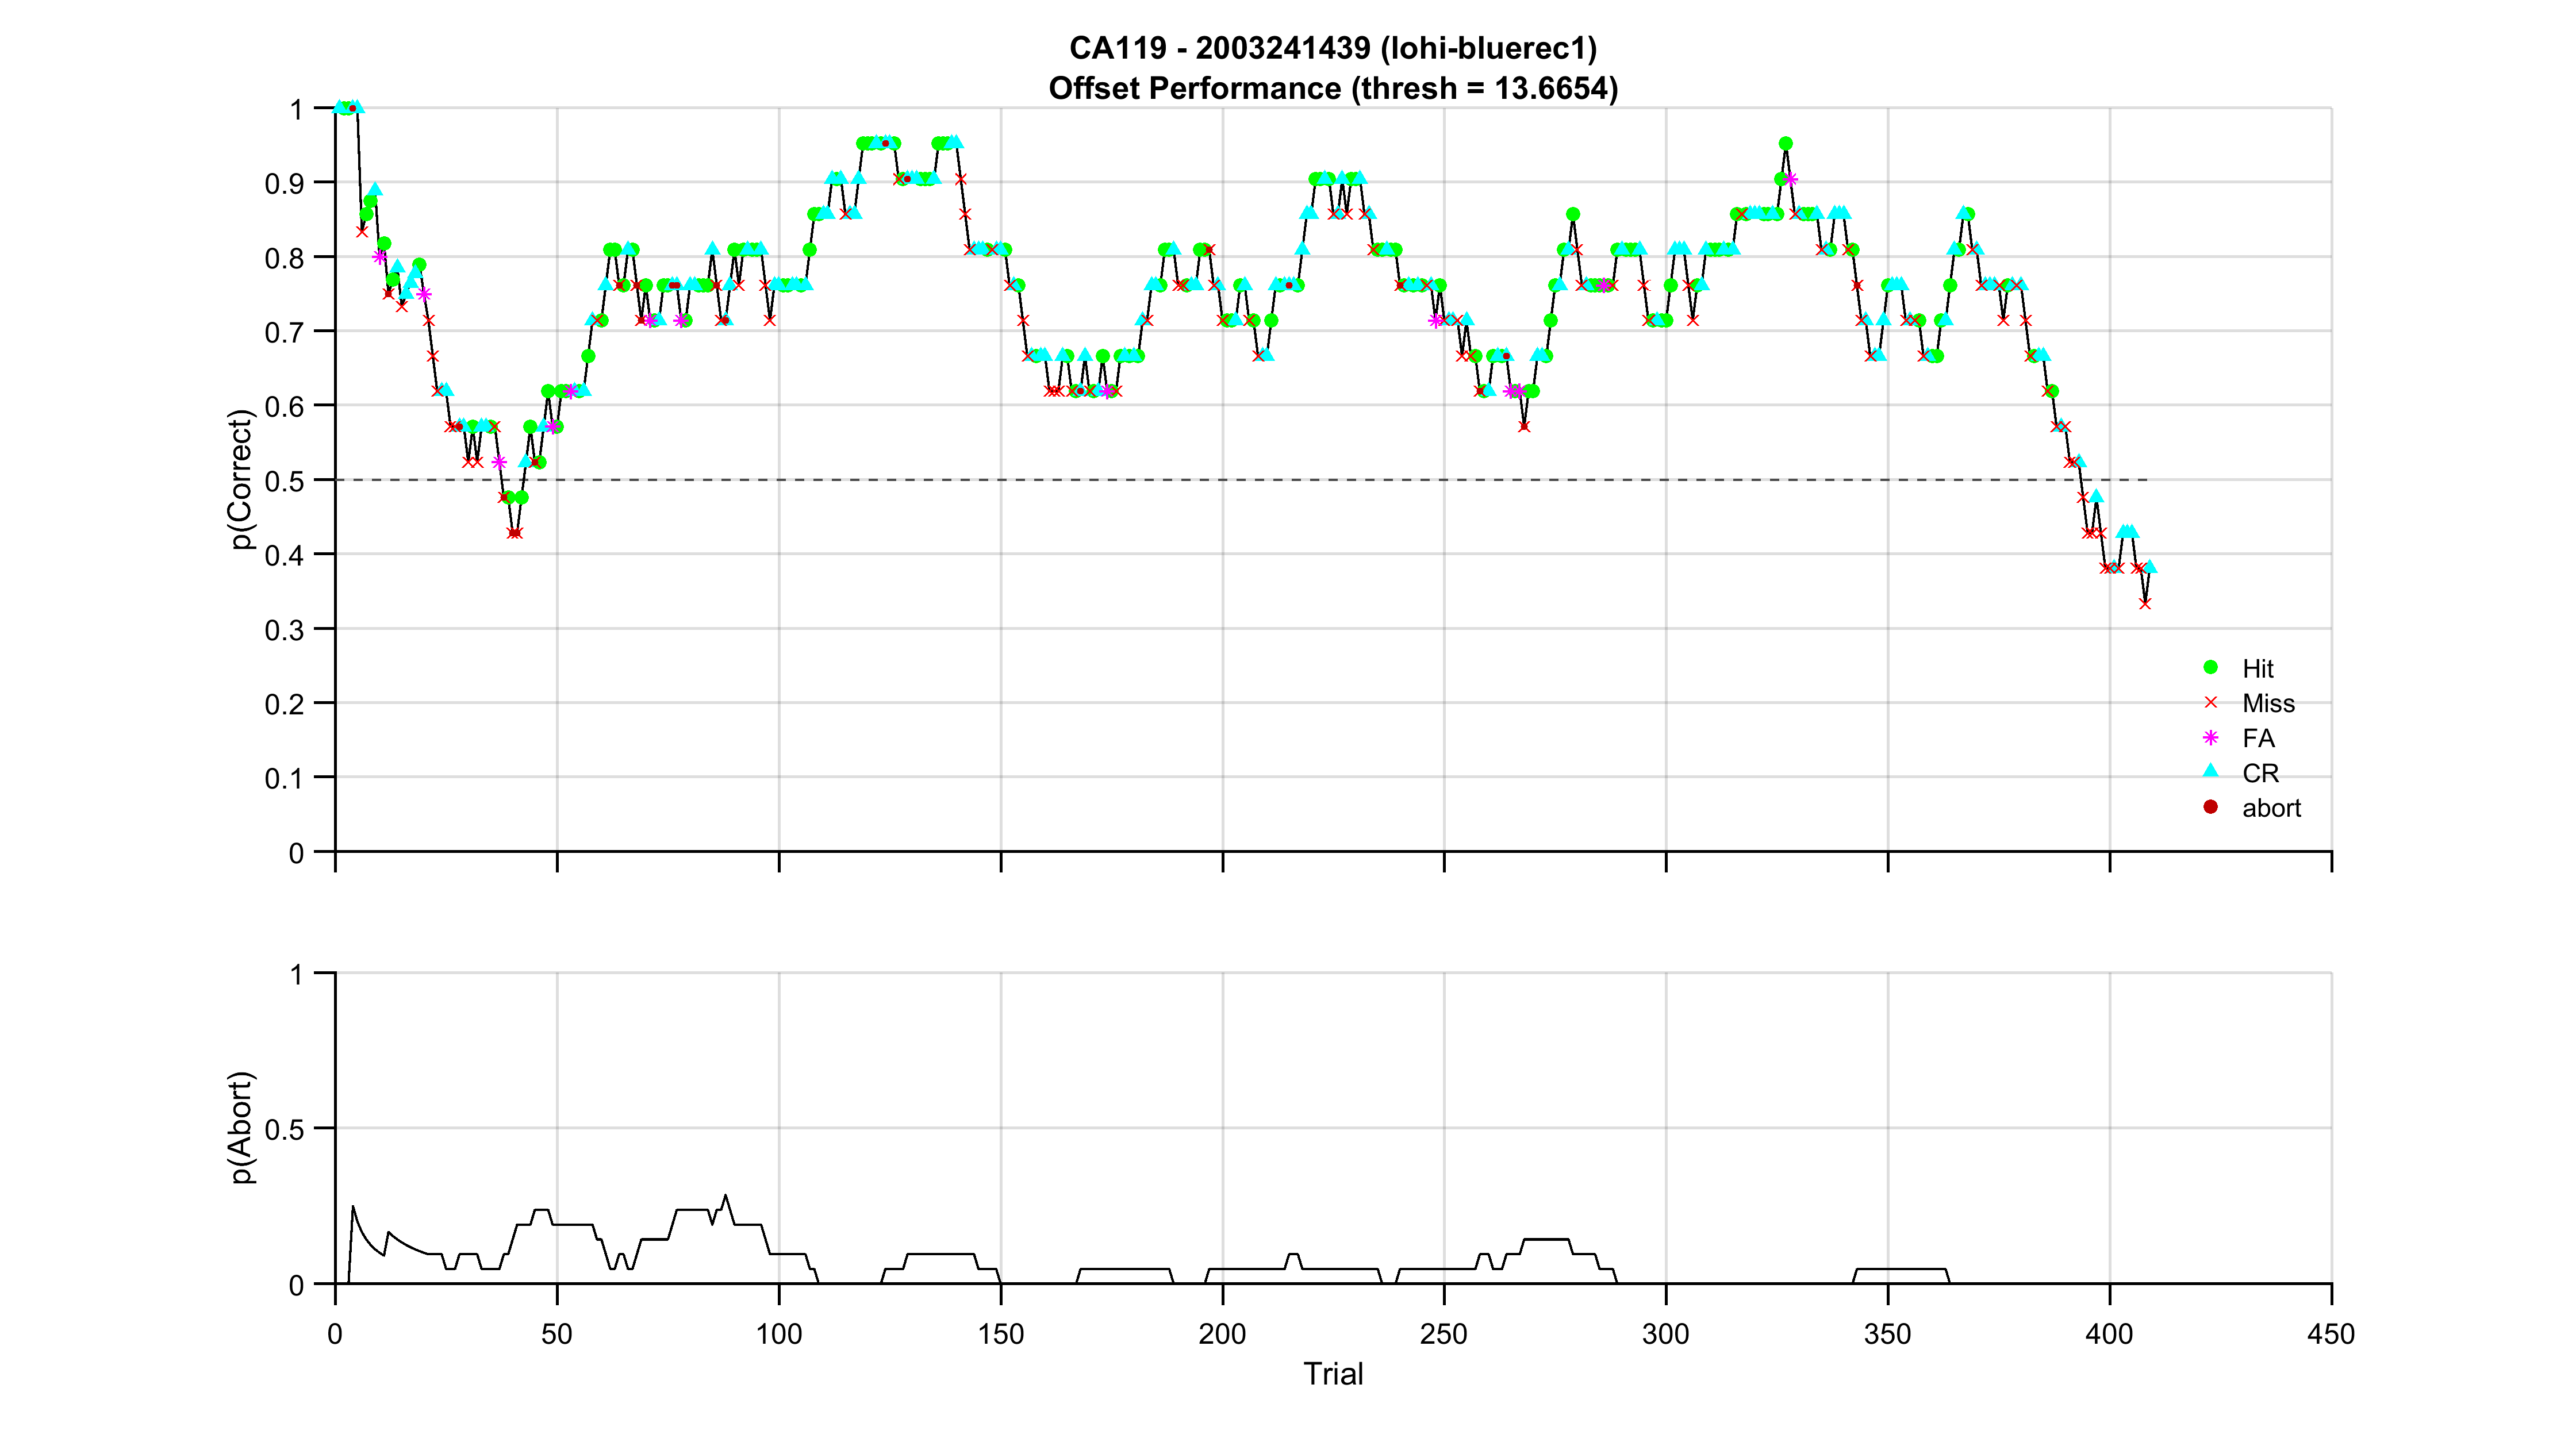 CA119 - 2003241439 (lohi-bluerec1)
Offset Performance (thresh = 13.6654)
1
0.9
0.8
0.7
0.6
0.5
0.4
0.3
0.2
0.1
0
p(Correct)
Hit
Miss
FA
CR
abort
1
0.5
0
p(Abort)
0 50 100 150 200 250 300 350 400 450
Trial